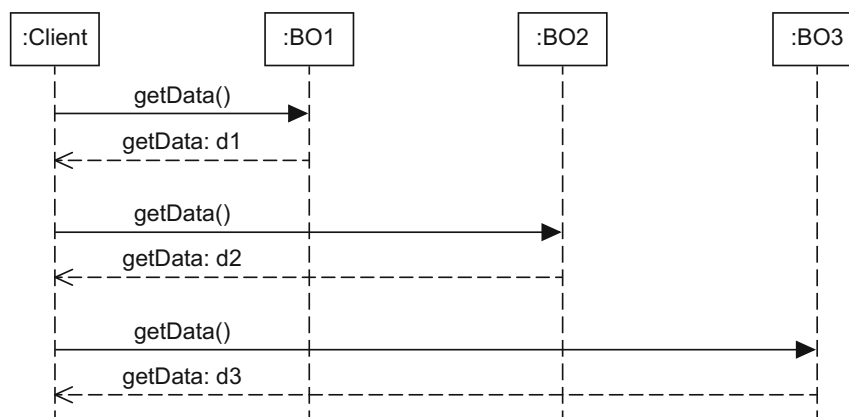 :Client
:BO1
:BO2
:BO3
getData()
getData: d1
getData()
getData: d2
getData()
getData: d3